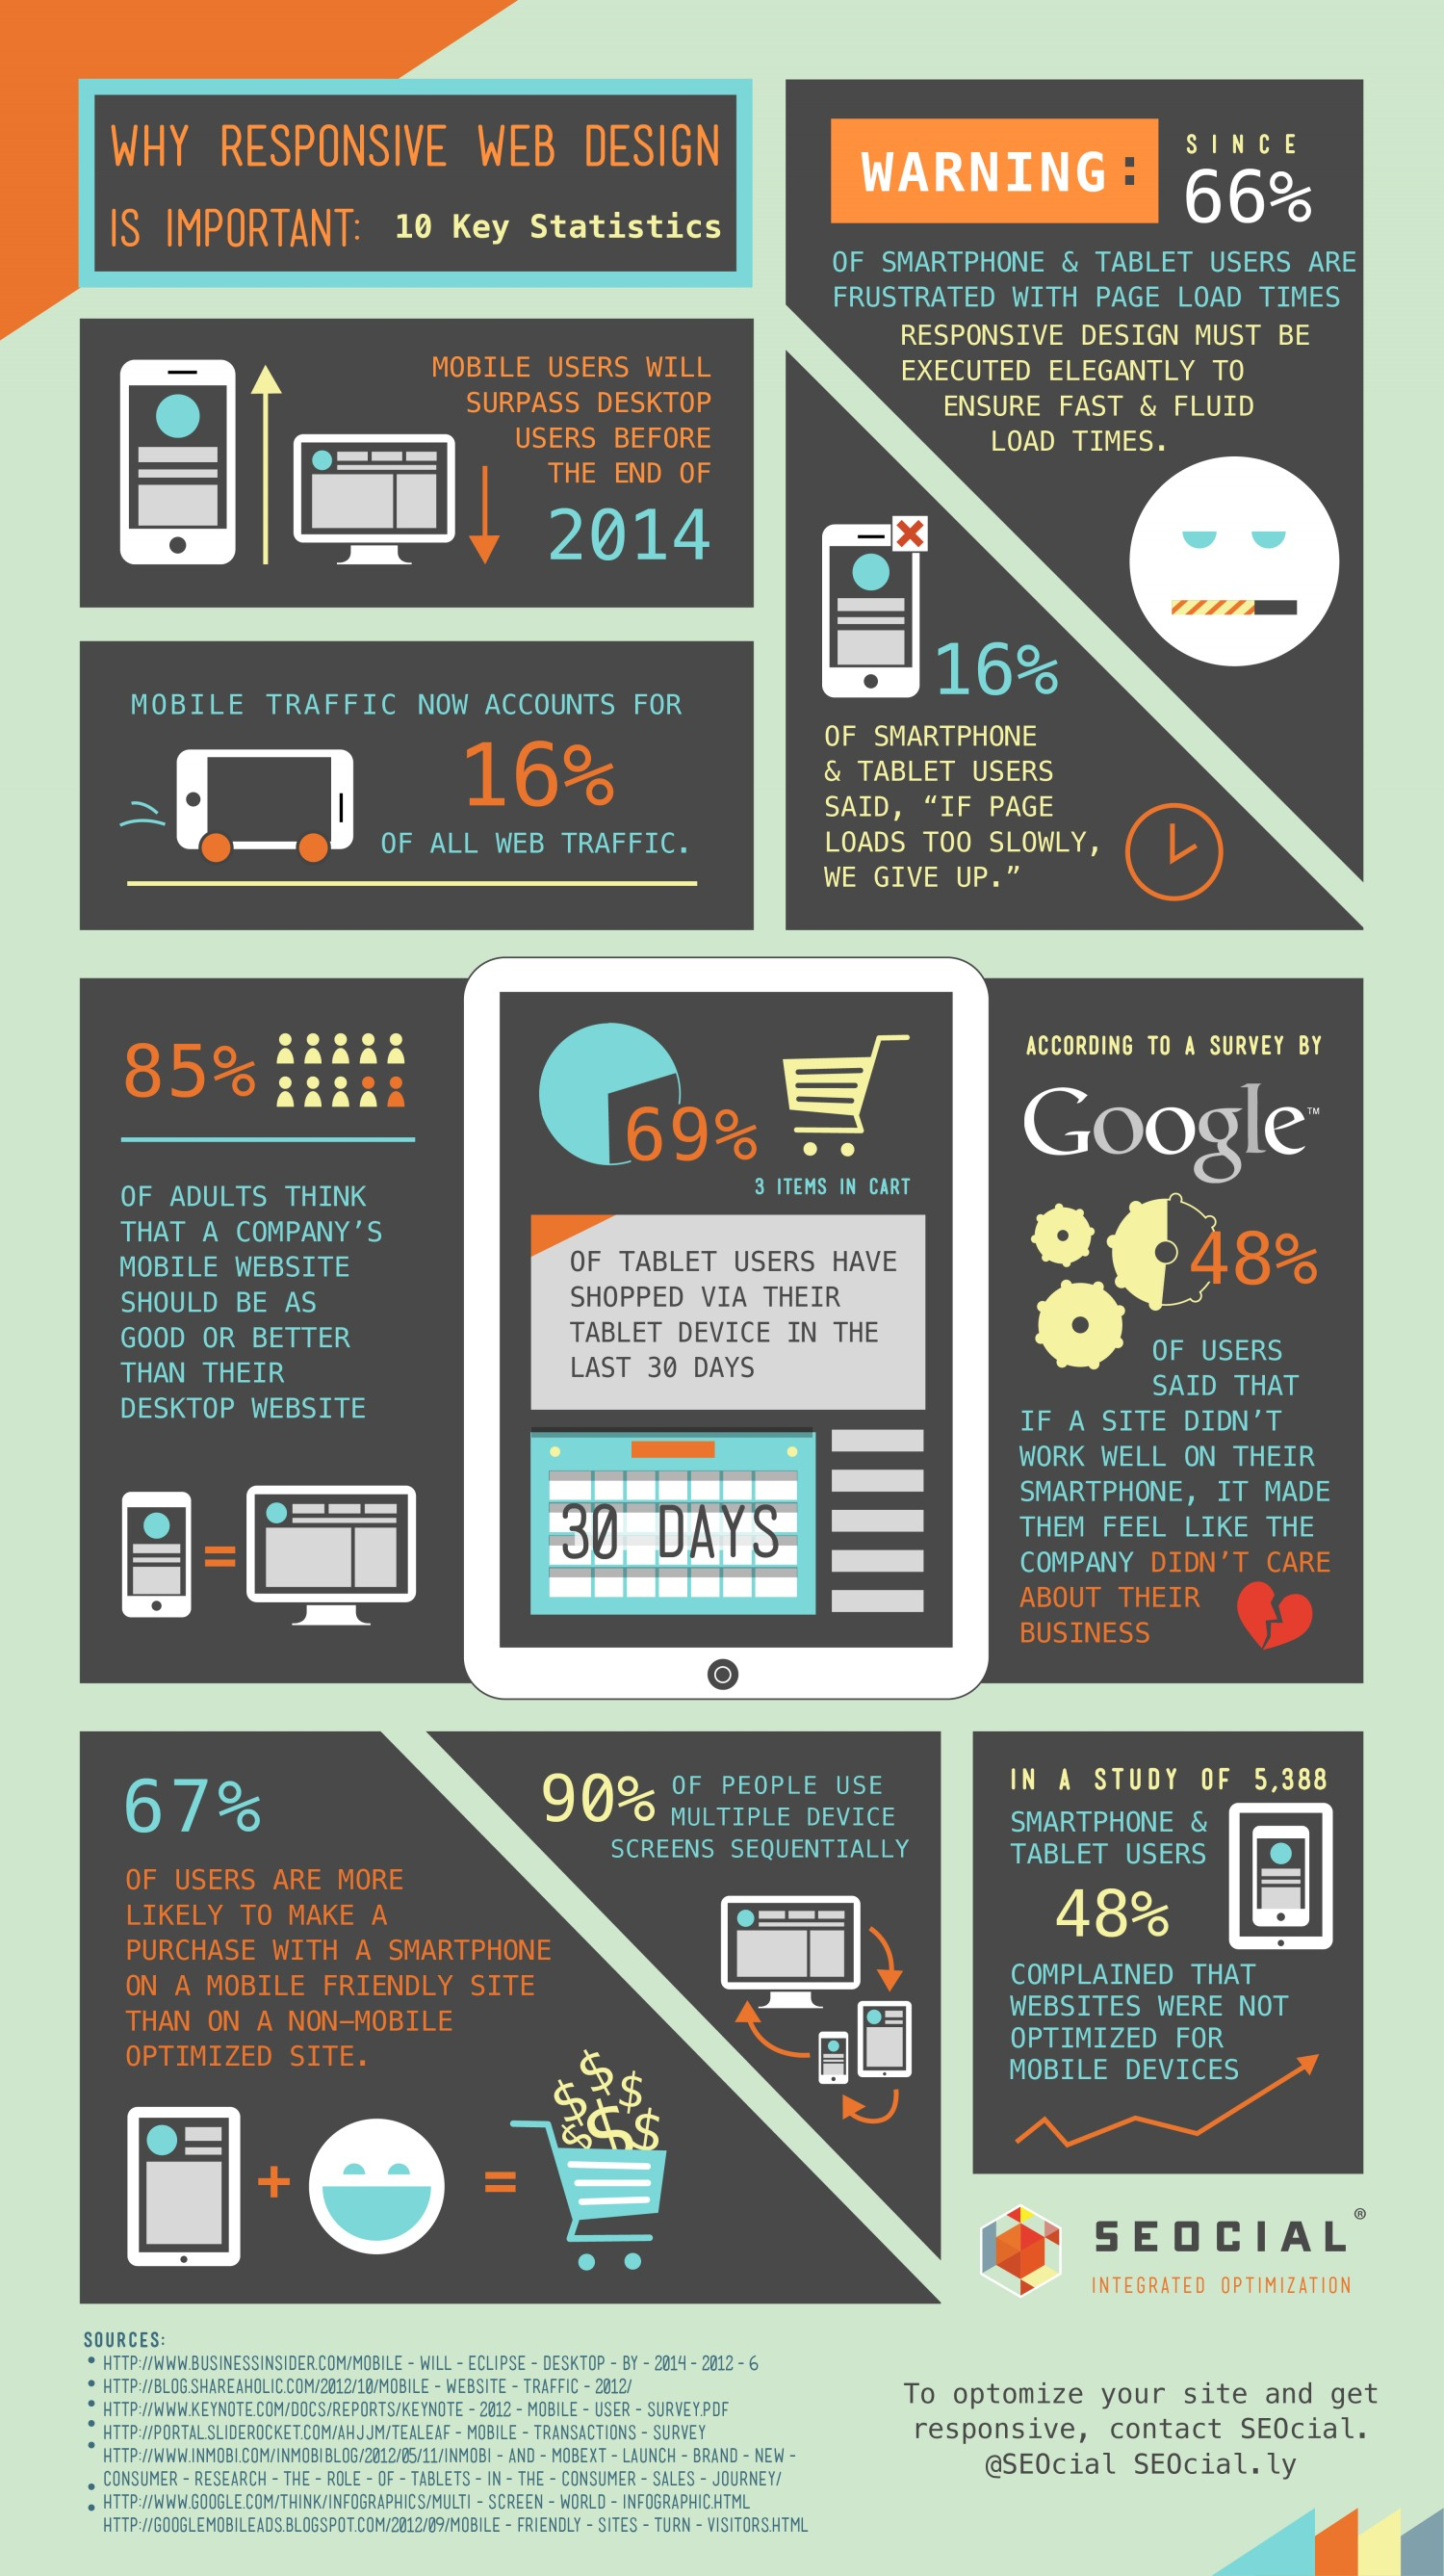 WHY RESPONSIVE WEB DESIGN
IS IMPORTANT: 10 Key Statistics
MOBILE USERS WILL
SURPASS DESKTOP
USERS BEFORE
THE END OF
2014
MOBILE TRAFFIC NOW ACCOUNTS FOR
16%
OF ALL WEB TRAFFIC.
WARNING:
SINCE
66%
OF SMARTPHONE & TABLET USERS ARE
FRUSTRATED WITH PAGE LOAD TIMES
RESPONSIVE DESIGN MUST BE
EXECUTED ELEGANTLY TO
ENSURE FAST & FLUID
LOAD TIMES.
16%
OF SMARTPHONE
& TABLET USERS
SAID, “IF PAGE
LOADS TOO SLOWLY,
WE GIVE UP.”
85%
OF ADULTS THINK
THAT A COMPANY’S
MOBILE WEBSITE
SHOULD BE AS
GOOD OR BETTER
THAN THEIR
DESKTOP WEBSITE
69%
3 ITEMS IN CART
OF TABLET USERS HAVE
SHOPPED VIA THEIR
TABLET DEVICE IN THE
LAST 30 DAYS
30 DAYS
ACCORDING TO A SURVEY BY
Google™
48%
OF USERS
SAID THAT
IF A SITE DIDN’T
WORK WELL ON THEIR
SMARTPHONE, IT MADE
THEM FEEL LIKE THE
COMPANY DIDN’T CARE
ABOUT THEIR
BUSINESS
67%
OF USERS ARE MORE
LIKELY TO MAKE A
PURCHASE WITH A SMARTPHONE
ON A MOBILE FRIENDLY SITE
THAN ON A NON-MOBILE
OPTIMIZED SITE.
$ $ $ $ $ $
90% OF PEOPLE USE
MULTIPLE DEVICE
SCREENS SEQUENTIALLY
IN A STUDY OF 5,388
SMARTPHONE &
TABLET USERS
48%
COMPLAINED THAT
WEBSITES WERE NOT
OPTIMIZED FOR
MOBILE DEVICES
SEOCIAL®
INTEGRATED OPTIMIZATION
SOURCES:
• HTTP://WWW.BUSINESSINSIDER.COM/MOBILE - WILL - ECLIPSE - DESKTOP - BY - 2014 - 2012 - 6
• HTTP://BLOG.SHAREAHOLIC.COM/2012/10/MOBILE - WEBSITE - TRAFFIC - 2012/
• HTTP://WWW.KEYNOTE.COM/DOCS/REPORTS/KEYNOTE - 2012 - MOBILE - USER - SURVEY.PDF
• HTTP://PORTAL.SLIDEROCKET.COM/AHJJM/TEALEAF - MOBILE - TRANSACTIONS - SURVEY
• HTTP://WWW.INMOBI.COM/INMOBIBLOG/2012/05/11/INMOBI - AND - MOBEXT - LAUNCH - BRAND - NEW -
CONSUMER - RESEARCH - THE - ROLE - OF - TABLETS - IN - THE - CONSUMER - SALES - JOURNEY/
• HTTP://WWW.GOOGLE.COM/THINK/INFOGRAPHICS/MULTI - SCREEN - WORLD - INFOGRAPHIC.HTML
• HTTP://GOOGLEMOBILEADS.BLOGSPOT.COM/2012/09/MOBILE - FRIENDLY - SITES - TURN - VISITORS.HTML
To optomize your site and get
responsive, contact SEOcial.
@SEOcial SEOcial.ly